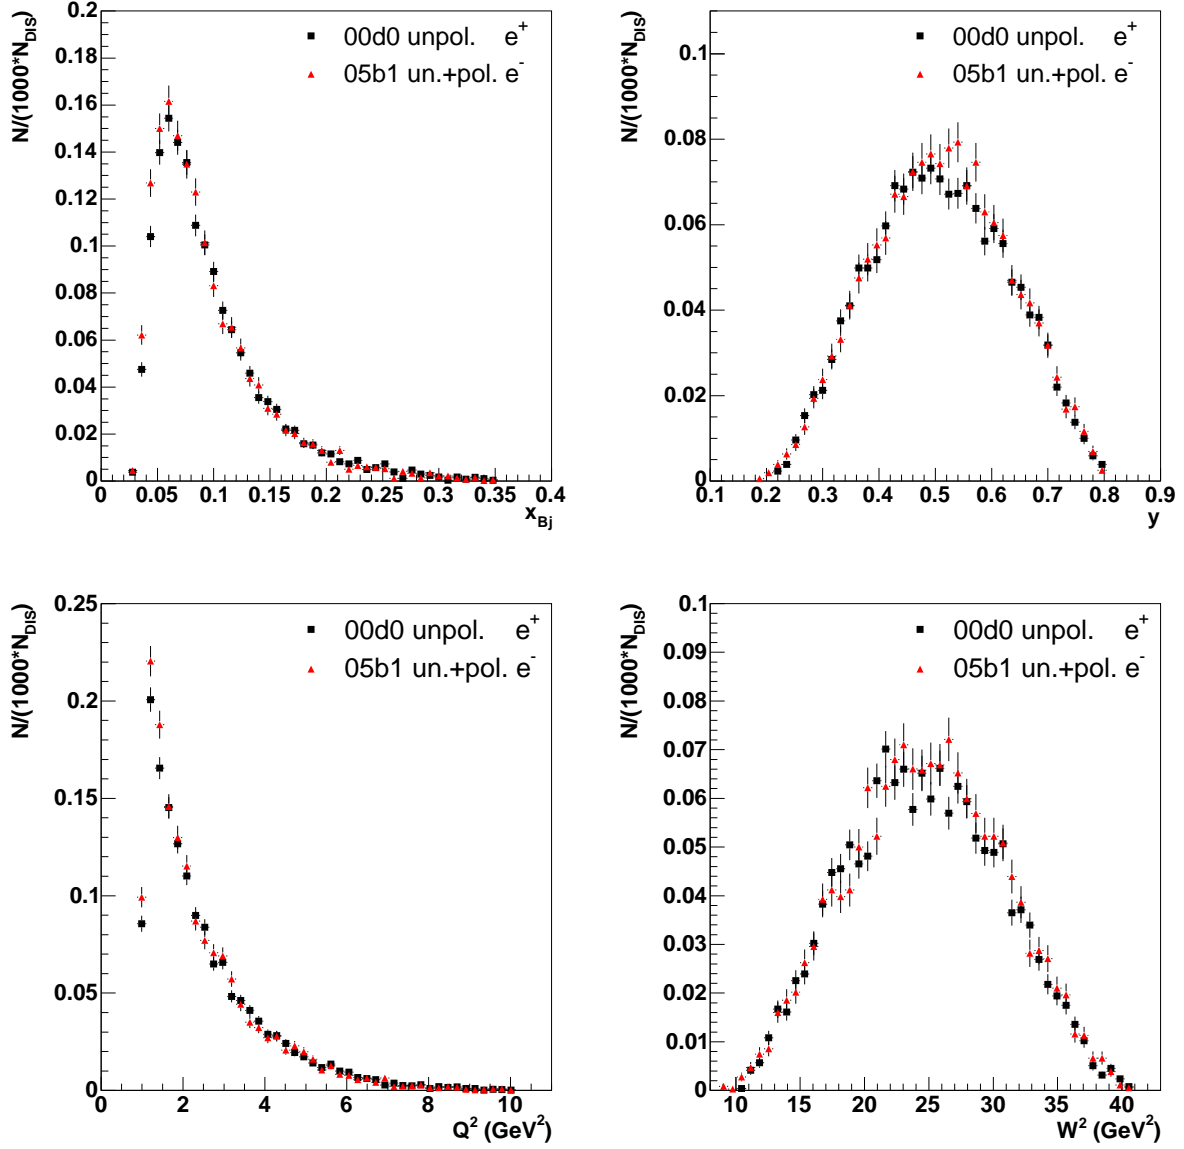 N/(1000*N_DIS)
0.2
0.18
0.16
0.14
0.12
0.1
0.08
0.06
0.04
0.02
0
0 0.05 0.1 0.15 0.2 0.25 0.3 0.35 0.4
x_Bj
00d0 unpol. e⁺
05b1 un.+pol. e⁻
N/(1000*N_DIS)
0.1
0.08
0.06
0.04
0.02
0
0.1 0.2 0.3 0.4 0.5 0.6 0.7 0.8 0.9
y
00d0 unpol. e⁺
05b1 un.+pol. e⁻
N/(1000*N_DIS)
0.25
0.2
0.15
0.1
0.05
0
0 2 4 6 8 10
Q² (GeV²)
00d0 unpol. e⁺
05b1 un.+pol. e⁻
N/(1000*N_DIS)
0.1
0.09
0.08
0.07
0.06
0.05
0.04
0.03
0.02
0.01
0
10 15 20 25 30 35 40
W² (GeV²)
00d0 unpol. e⁺
05b1 un.+pol. e⁻